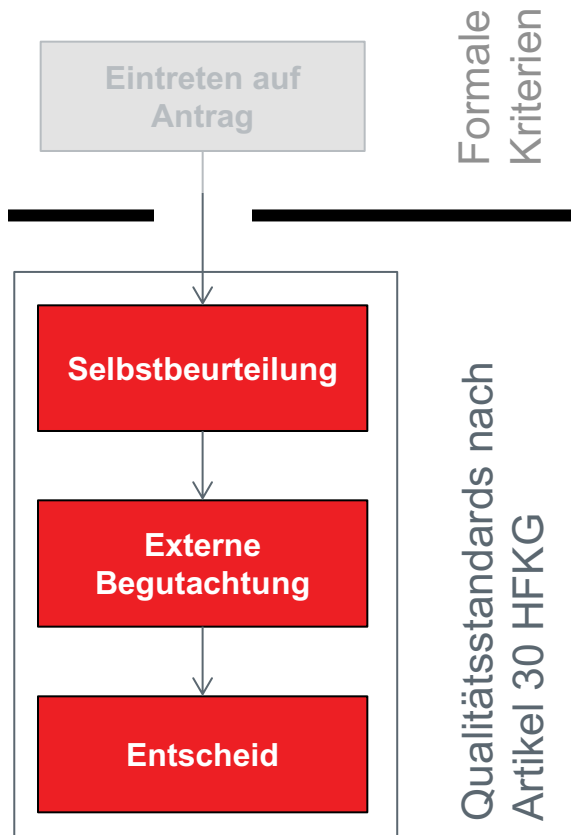 Eintreten auf
Antrag
Formale
Kriterien
Selbstbeurteilung
Externe
Begutachtung
Entscheid
Qualitätsstandards nach
Artikel 30 HFKG